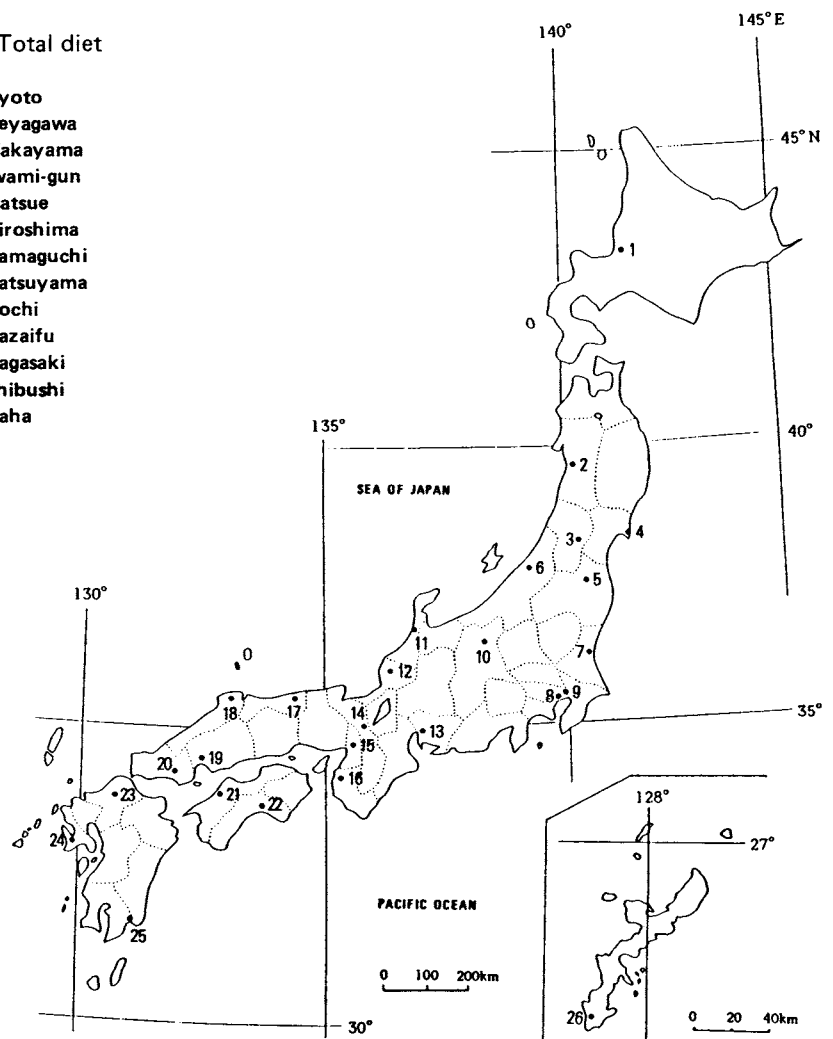 Total diet
yoto
eyagawa
akayama
wami-gun
atsue
iroshima
amaguchi
atsuyama
ochi
azaifu
agasaki
hibushi
aha
145°E
140°
45°N
1
135°
40°
SEA OF JAPAN
2
3
4
6
5
130°
11
10
7
12
8
9
18
17
14
13
35°
15
20
19
16
23
21
22
128°
24
27°
PACIFIC OCEAN
25
0 100 200km
26
0 20 40km
30°